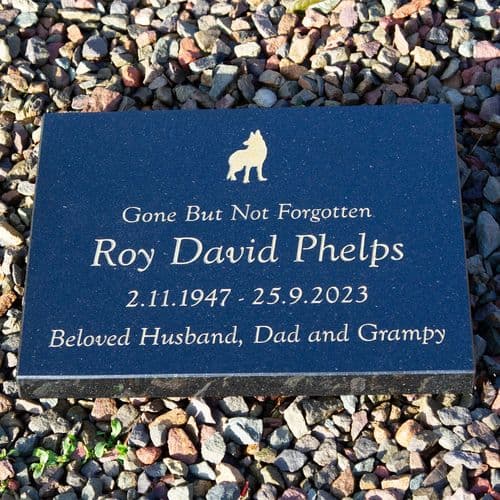 Gone But Not Forgotten
Roy David Phelps
2.11.1947 - 25.9.2023
Beloved Husband, Dad and Grampy